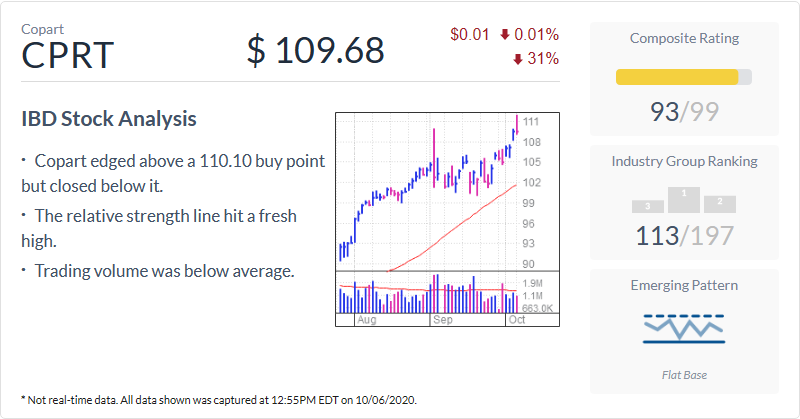 Copart
CPRT
$ 109.68
$0.01 0.01%
31%
IBD Stock Analysis
· Copart edged above a 110.10 buy point
but closed below it.
· The relative strength line hit a fresh
high.
· Trading volume was below average.
111
108
105
102
99
96
93
90
1.9M
1.1M
663.0K
Aug Sep Oct
Composite Rating
93/99
Industry Group Ranking
3 1 2
113/197
Emerging Pattern
Flat Base
* Not real-time data. All data shown was captured at 12:55PM EDT on 10/06/2020.